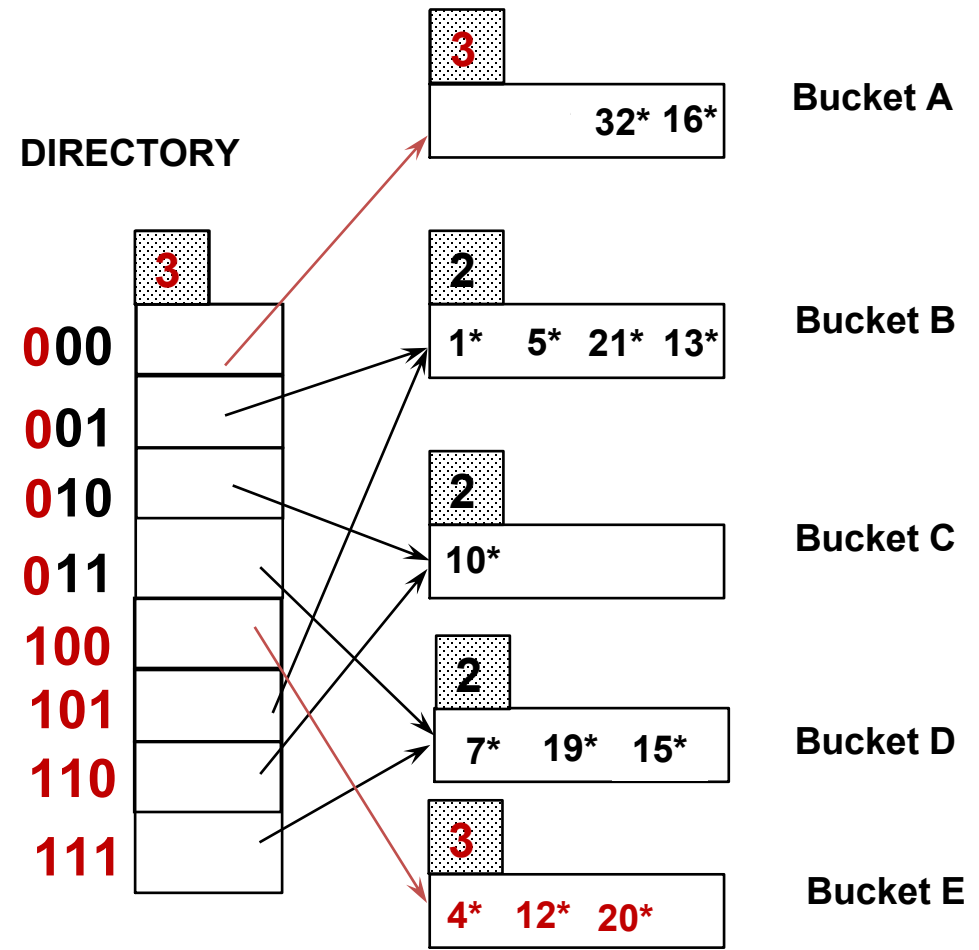 3
32* 16*
Bucket A
DIRECTORY
3
000
001
010
011
100
101
110
111
2
1* 5* 21* 13*
Bucket B
2
10*
Bucket C
2
7* 19* 15*
Bucket D
3
4* 12* 20*
Bucket E